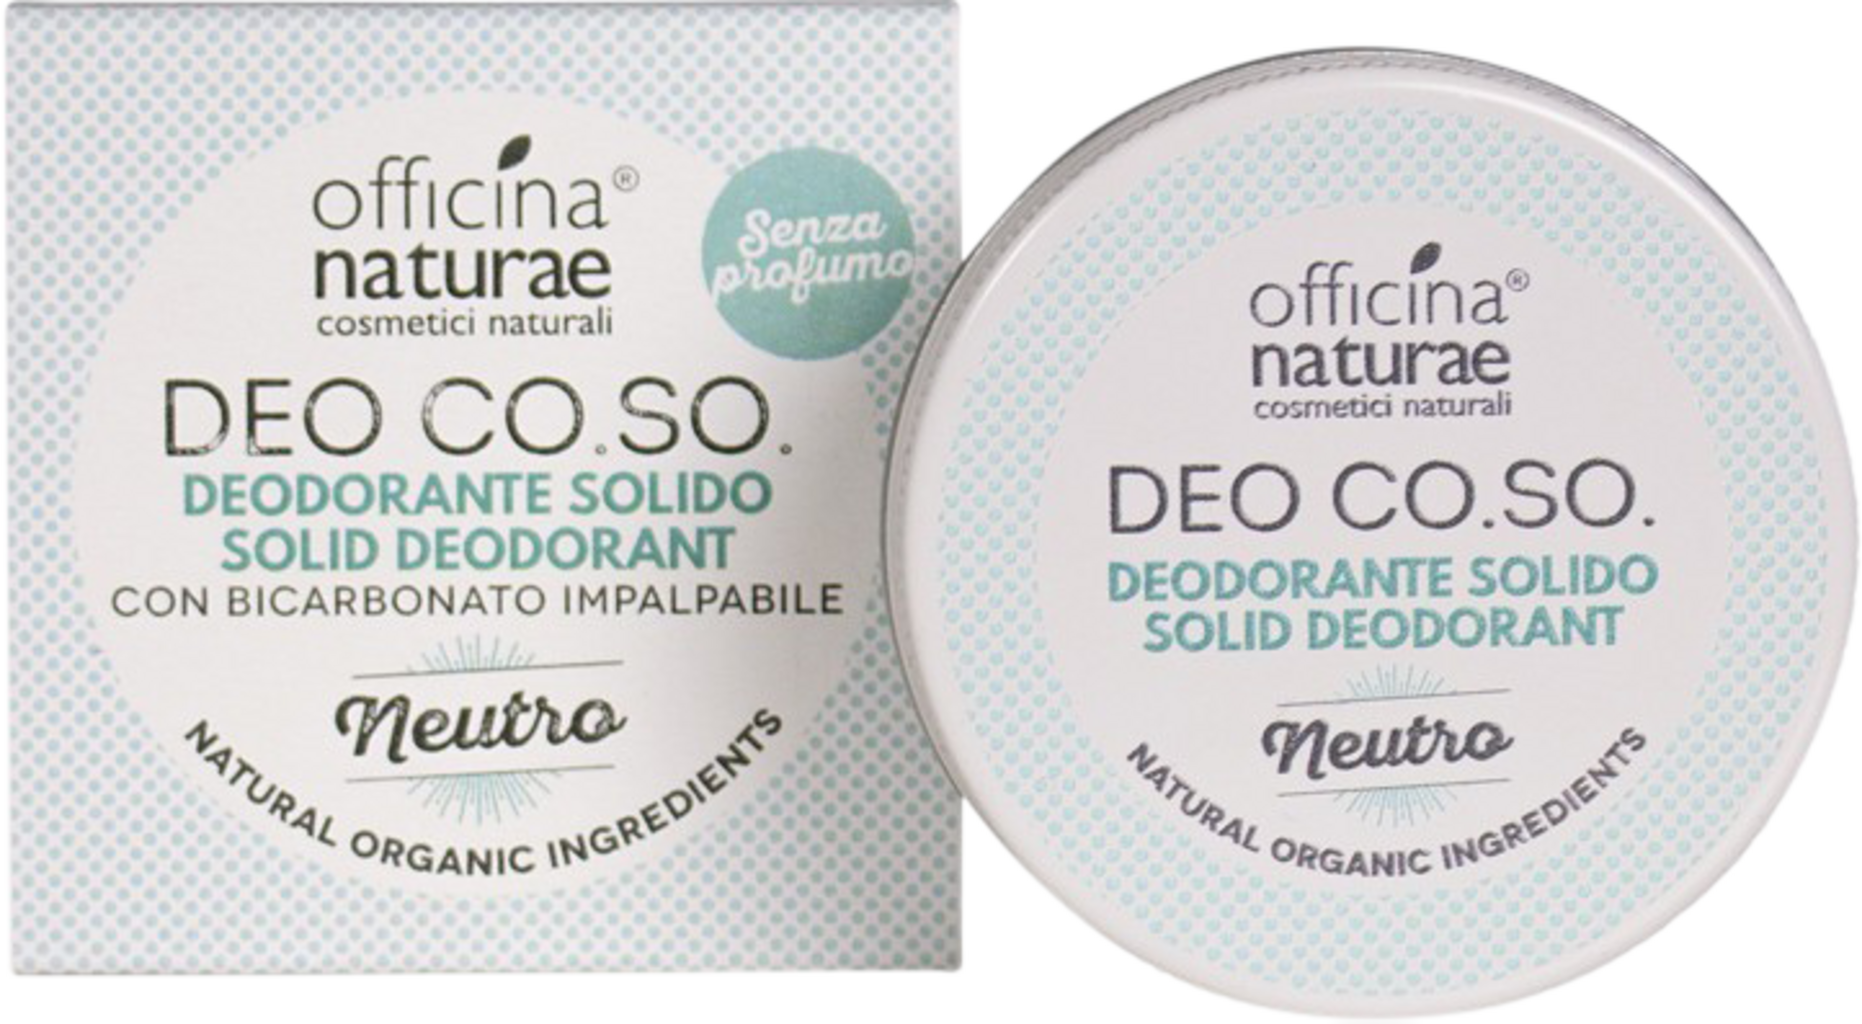 officina®
naturae
cosmetici naturali
Senza
profumo
DEO CO.SO.
DEODORANTE SOLIDO
SOLID DEODORANT
CON BICARBONATO IMPALPABILE
Neutro
NATURAL ORGANIC INGREDIENTS
officina®
naturae
cosmetici naturali
DEO CO.SO.
DEODORANTE SOLIDO
SOLID DEODORANT
Neutro
NATURAL ORGANIC INGREDIENTS